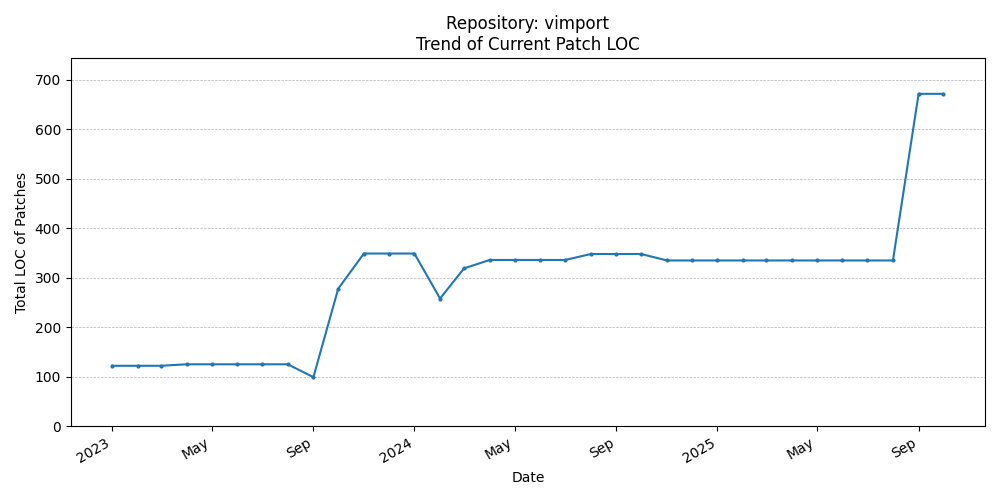 Repository: vimport
Trend of Current Patch LOC
Total LOC of Patches
700
600
500
400
300
200
100
0
2023
May
Sep
2024
May
Sep
2025
May
Sep
Date